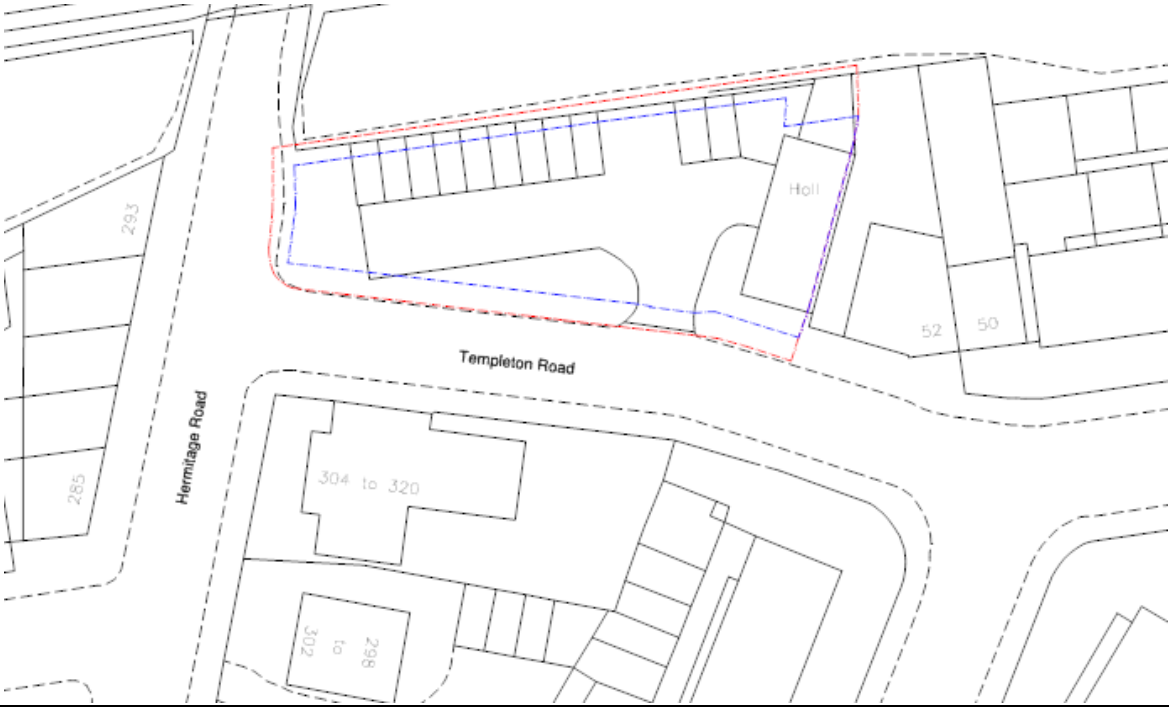 Hall
293
52
50
Templeton Road
Hermitage Road
304 to 320
285
298
to
302